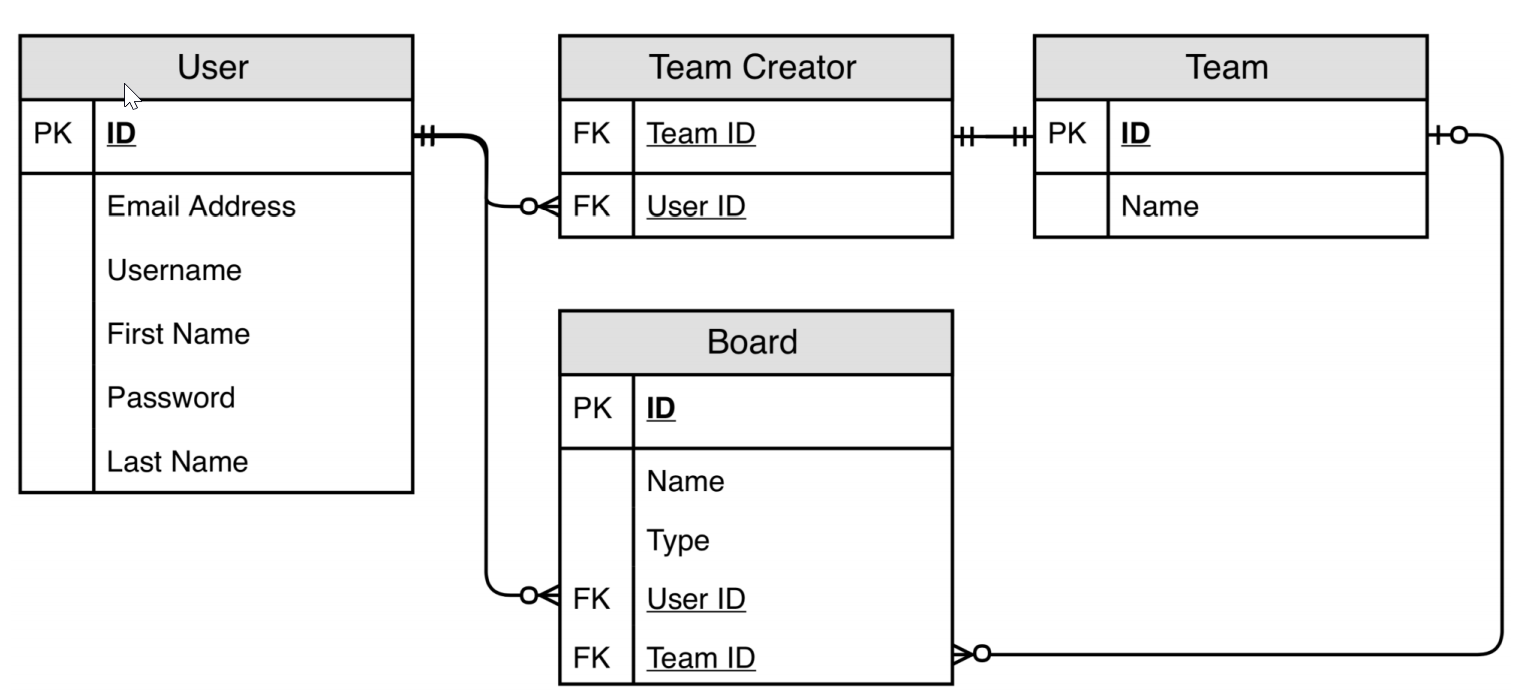 User
PK ID
Email Address
Username
First Name
Password
Last Name
Team Creator
FK Team ID
FK User ID
Team
PK ID
Name
Board
PK ID
Name
Type
FK User ID
FK Team ID